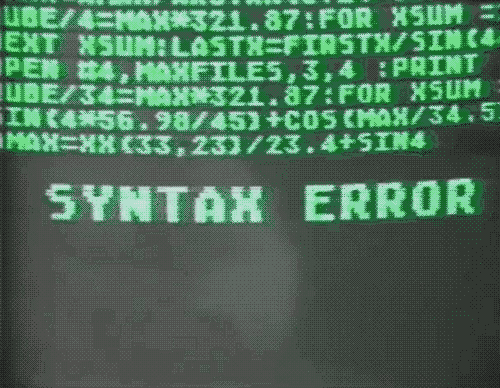 UBE/4=MAX*321.87:FOR XSUM =
EXT XSUM:LASTX=FIRSTX/SIN(4
PEN #4,MAXFILES,3,4 :PRINT
UBE/34=MAX*321.87:FOR XSUM =
SIN(4*56.98/45)+COS(MAX/34.5
MAX=XX(33,23)/23.4+SIN4
SYNTAX ERROR